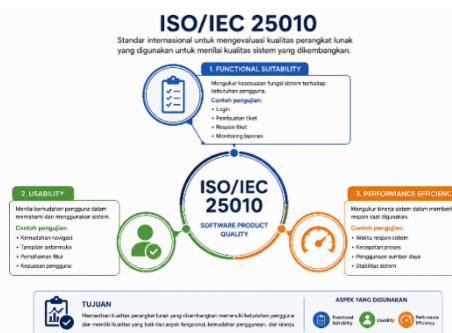 ISO/IEC 25010
Standar internasional untuk mengevaluasi kualitas perangkat lunak
yang digunakan untuk menilai kualitas sistem yang dikembangkan.
1. FUNCTIONAL SUITABILITY
Mengukur kesesuaian fungsi sistem terhadap
kebutuhan pengguna.
Contoh pengujian:
• Login
• Pembuatan tiket
• Respon tiket
• Monitoring laporan
2. USABILITY
Menilai kemudahan pengguna dalam
memahami dan menggunakan sistem.
Contoh pengujian:
• Kemudahan navigasi
• Tampilan antarmuka
• Pemahaman fitur
• Kepuasan pengguna
ISO/IEC
25010
SOFTWARE PRODUCT
QUALITY
3. PERFORMANCE EFFICIENC
Mengukur kinerja sistem dalam memberi
respon saat digunakan.
Contoh pengujian:
• Waktu respon sistem
• Kecepatan proses
• Penggunaan sumber daya
• Stabilitas sistem
TUJUAN
Memastikan kualitas perangkat lunak yang dikembangkan memenuhi kebutuhan pengguna
dan memiliki kualitas yang baik dari aspek fungsional, kemudahan penggunaan, dan kinerja.
ASPEK YANG DIGUNAKAN
Functional
Suitability
Usability
Performance
Efficiency